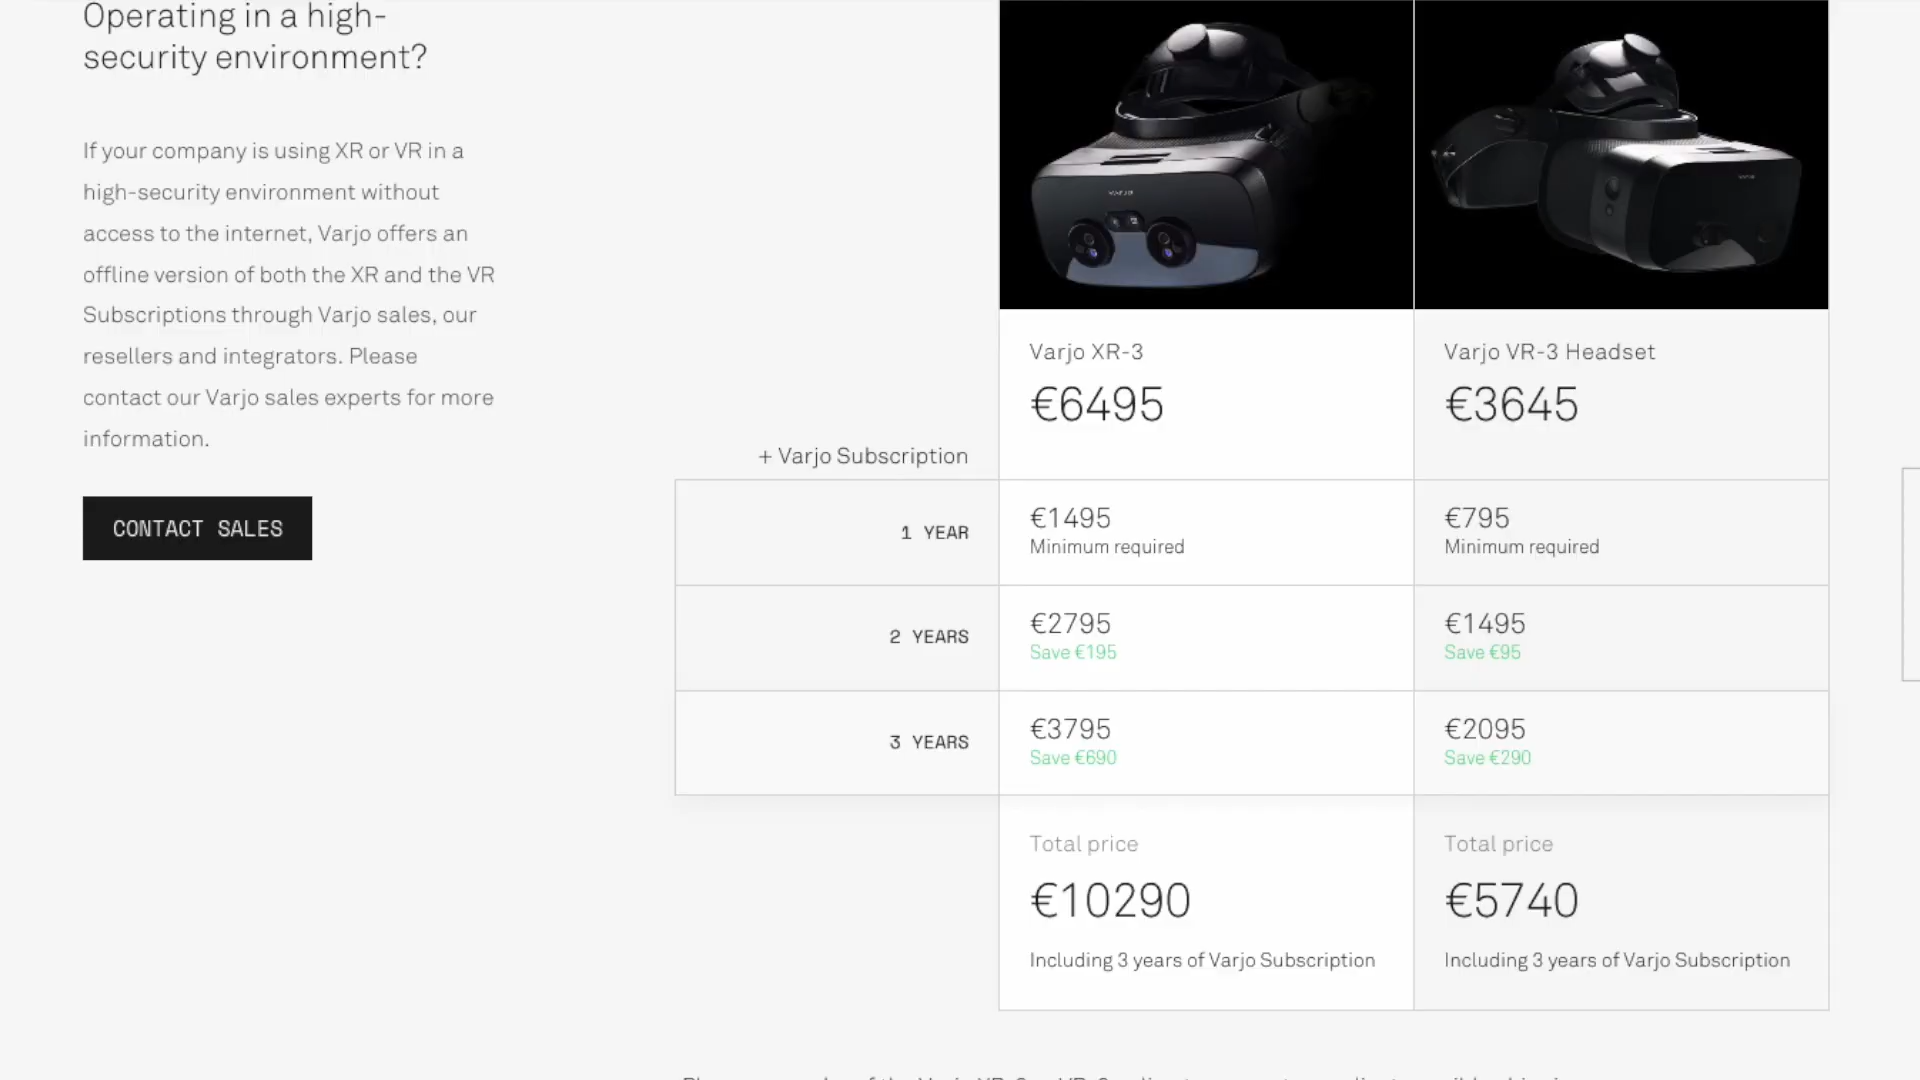 Operating in a high-
security environment?
If your company is using XR or VR in a
high-security environment without
access to the internet, Varjo offers an
offline version of both the XR and the VR
Subscriptions through Varjo sales, our
resellers and integrators. Please
contact our Varjo sales experts for more
information.
CONTACT SALES
Varjo XR-3
€6495
Varjo VR-3 Headset
€3645
+ Varjo Subscription
1 YEAR
€1495
Minimum required
€795
Minimum required
2 YEARS
€2795
Save €195
€1495
Save €95
3 YEARS
€3795
Save €690
€2095
Save €290
Total price
€10290
Including 3 years of Varjo Subscription
Total price
€5740
Including 3 years of Varjo Subscription